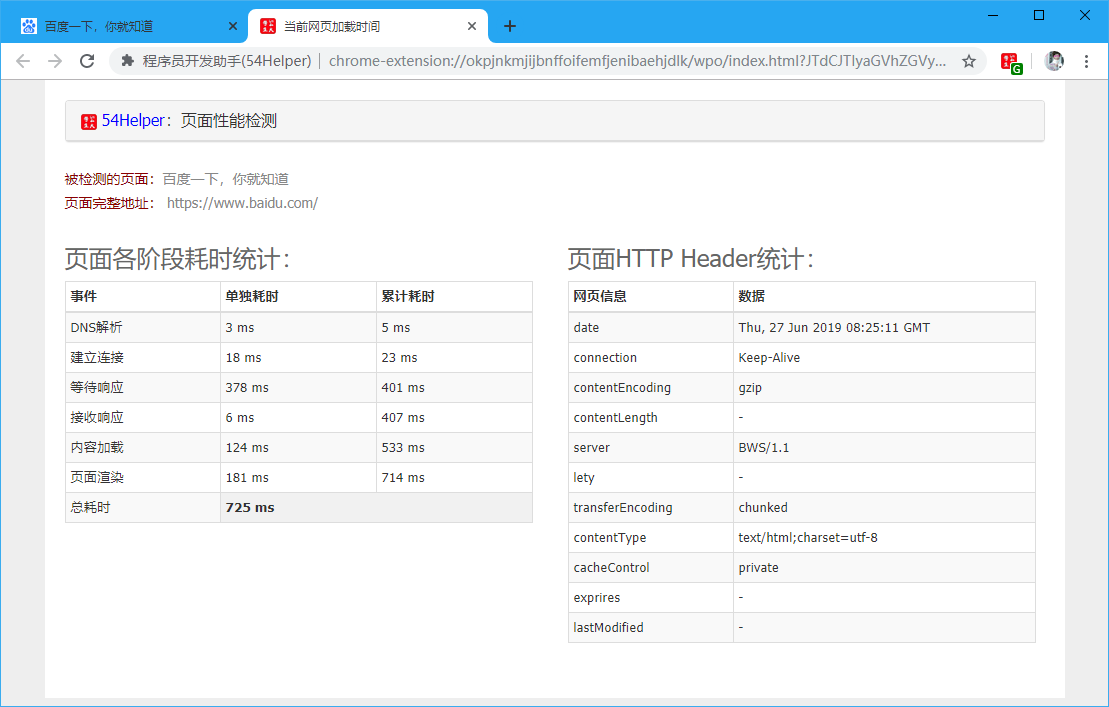 百度一下，你就知道
当前网页加载时间
程序员开发助手(54Helper) | chrome-extension://okpjnkmjijbnffoifemfjenibaehjdlk/wpo/index.html?JTdCJTIyaGVhZGVy...
G
54Helper：页面性能检测
被检测的页面：百度一下，你就知道
页面完整地址： https://www.baidu.com/
页面各阶段耗时统计：
事件 单独耗时 累计耗时
DNS解析 3 ms 5 ms
建立连接 18 ms 23 ms
等待响应 378 ms 401 ms
接收响应 6 ms 407 ms
内容加载 124 ms 533 ms
页面渲染 181 ms 714 ms
总耗时 725 ms
页面HTTP Header统计：
网页信息 数据
date Thu, 27 Jun 2019 08:25:11 GMT
connection Keep-Alive
contentEncoding gzip
contentLength -
server BWS/1.1
lety -
transferEncoding chunked
contentType text/html;charset=utf-8
cacheControl private
exprires -
lastModified -